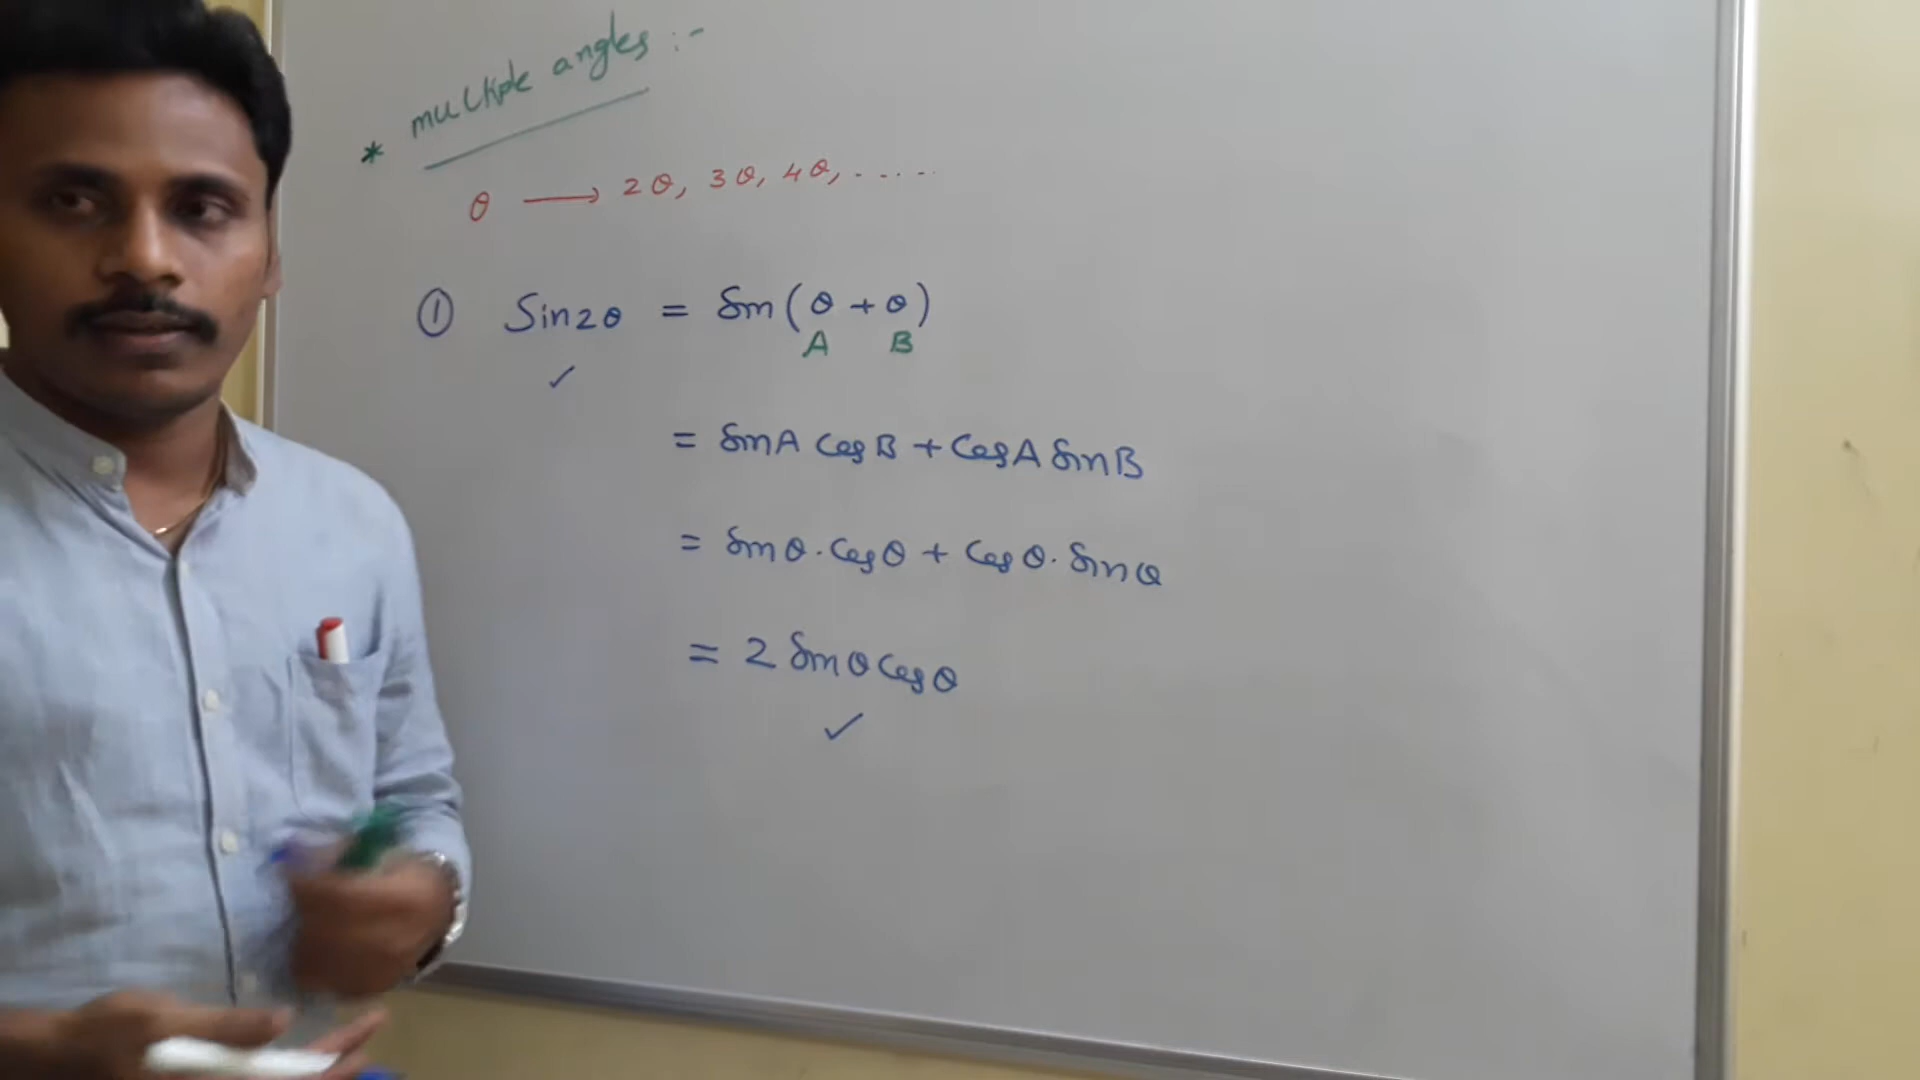 * multiple angles :-
θ → 2θ, 3θ, 4θ, .....
① Sin2θ = Sin(θ + θ)
A B
✓
= SinA CosB + CosA SinB
= Sinθ.Cosθ + Cosθ.Sinθ
= 2 Sinθ Cosθ
✓